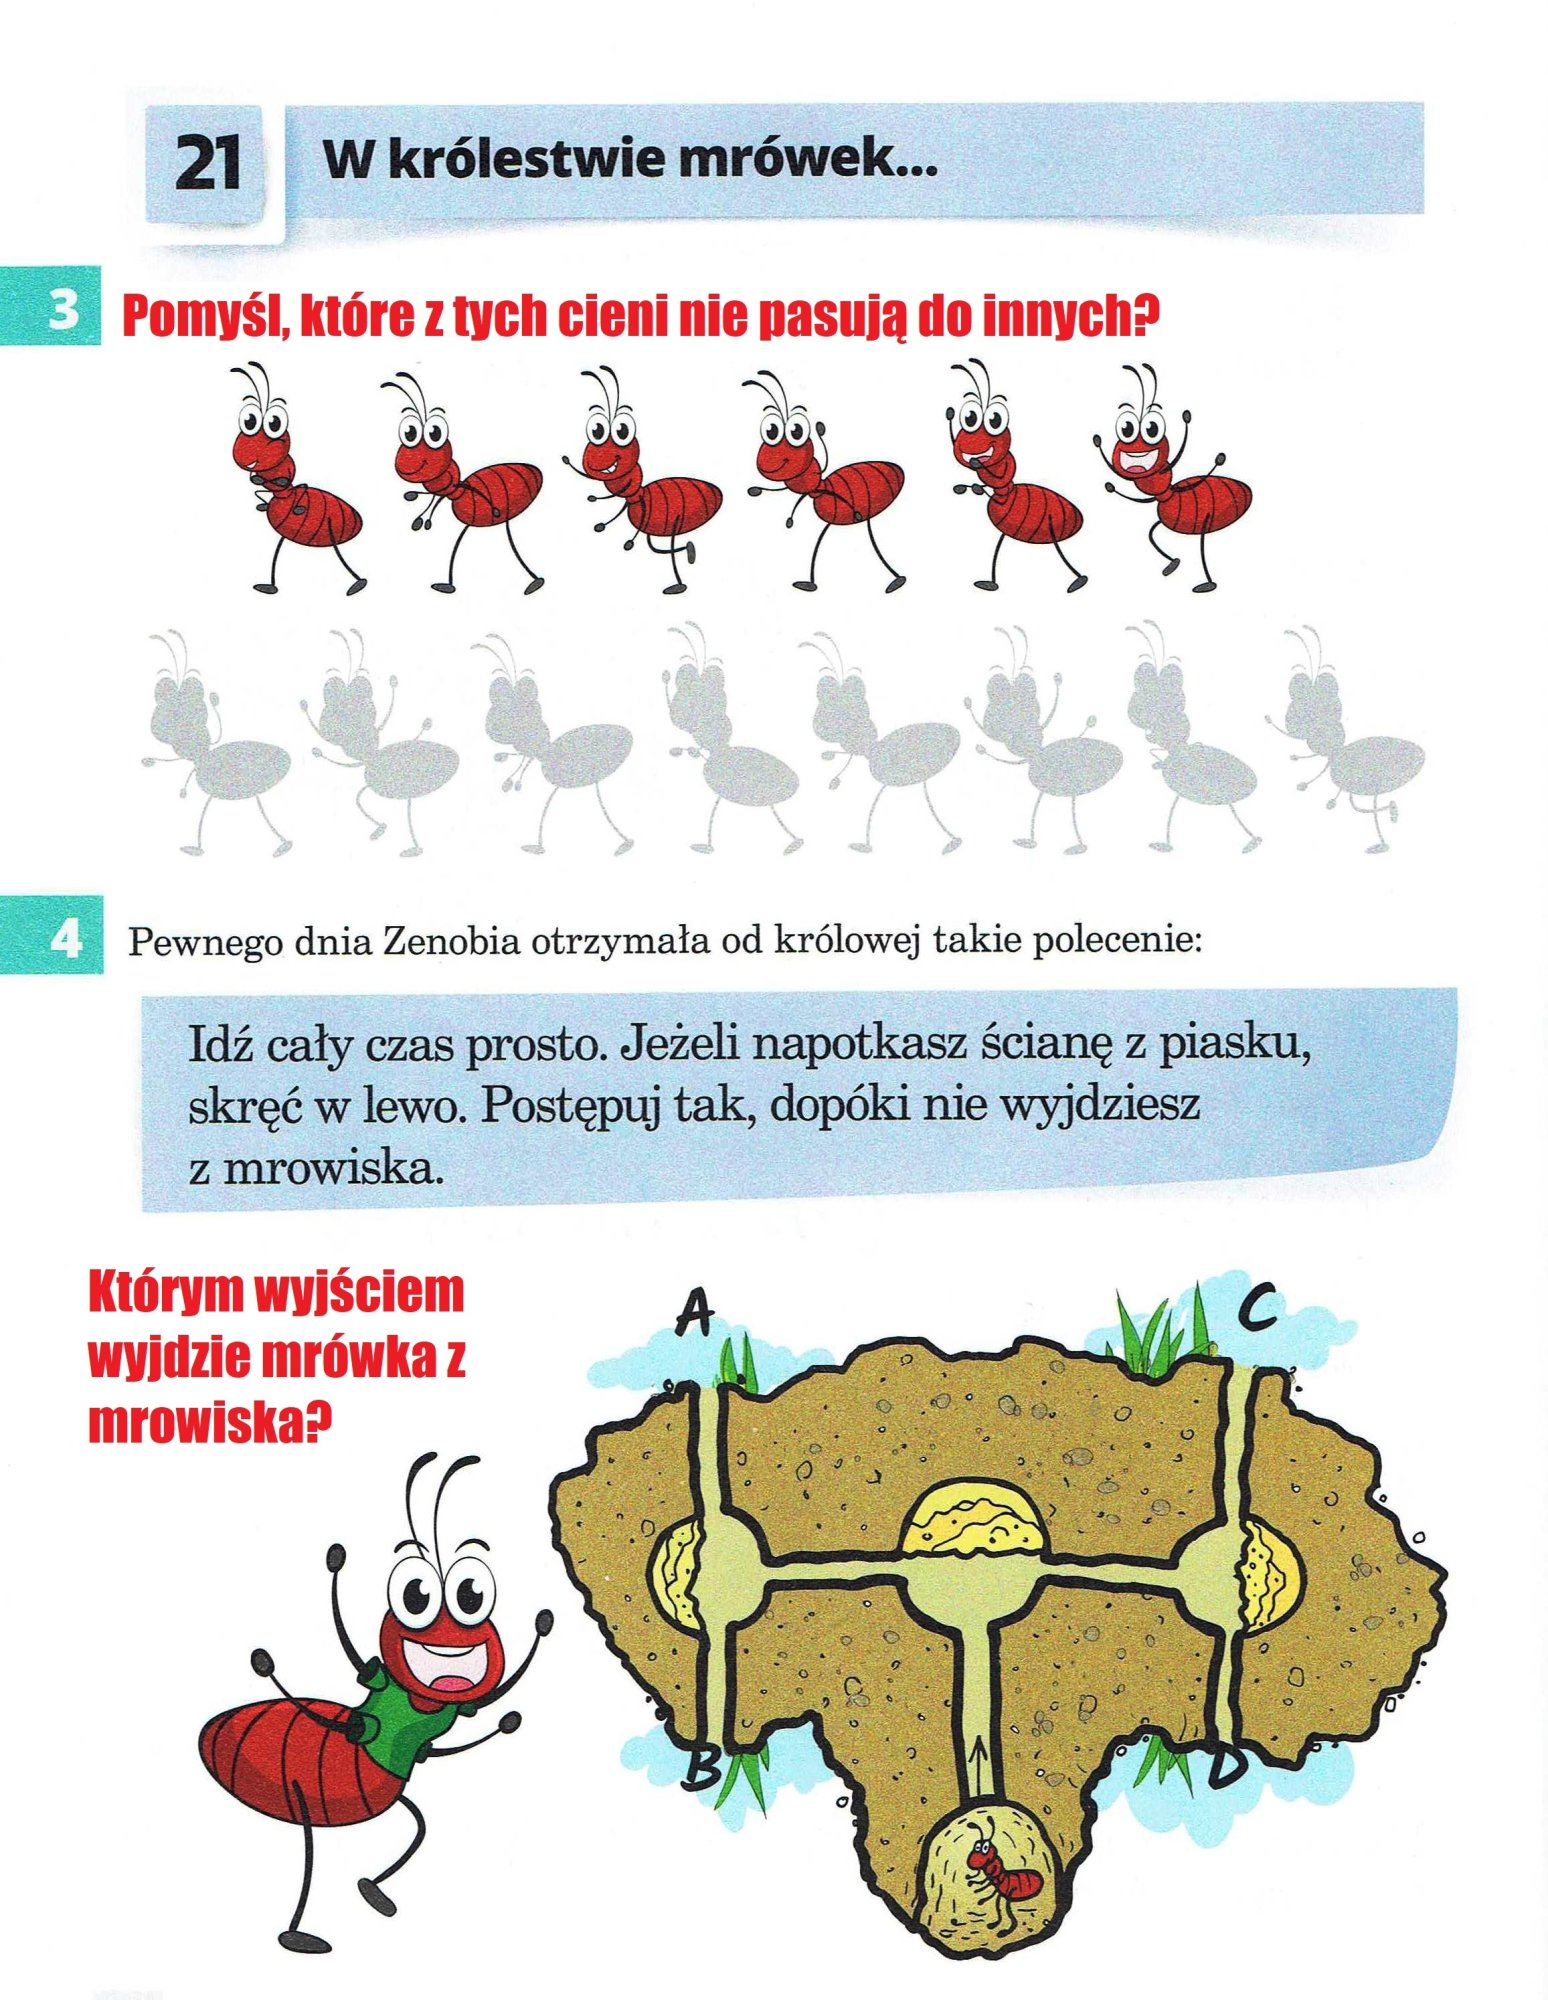 21
W królestwie mrówek...
3
Pomyśl, które z tych cieni nie pasują do innych?
4
Pewnego dnia Zenobia otrzymała od królowej takie polecenie:
Idź cały czas prosto. Jeżeli napotkasz ścianę z piasku,
skręć w lewo. Postępuj tak, dopóki nie wyjdziesz
z mrowiska.
Którym wyjściem
wyjdzie mrówka z
mrowiska?
A
C
B
D